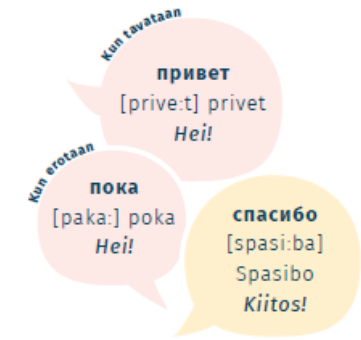 Kun tavataan
привет
[prive:t] privet
Hei!
Kun erotaan
пока
[paka:] poka
Hei!
спасибо
[spasi:ba]
Spasibo
Kiitos!